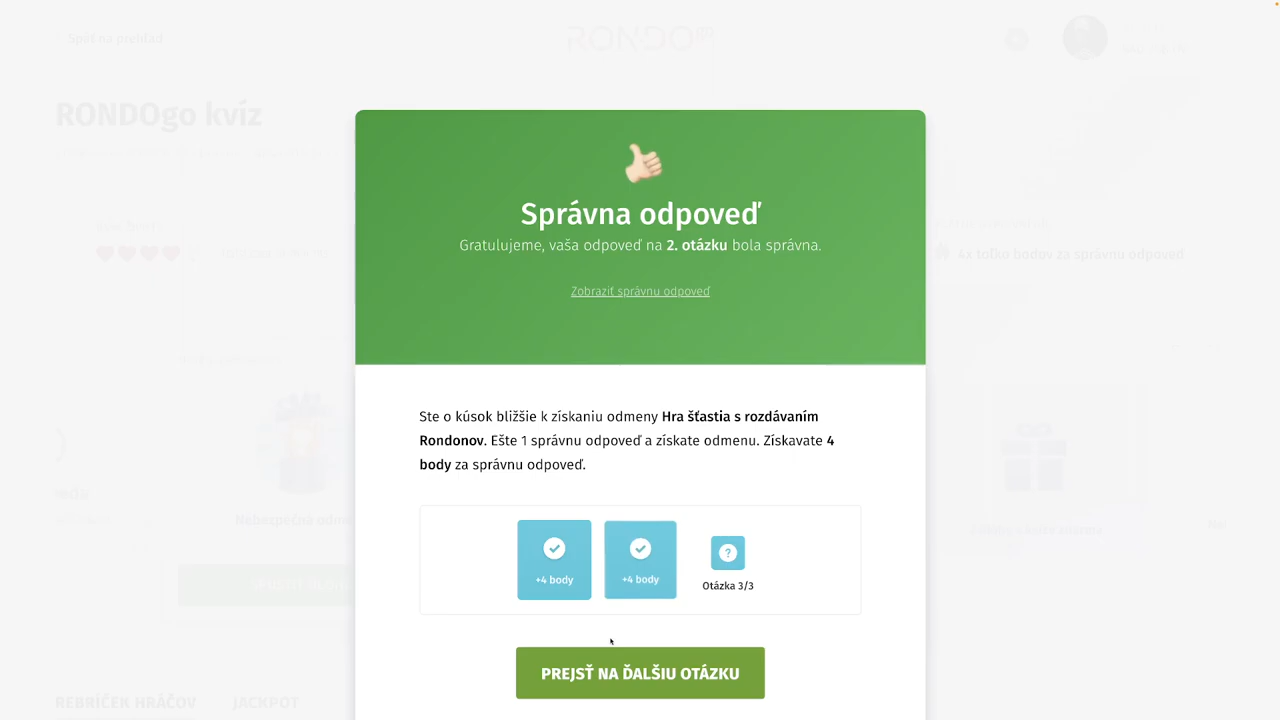 Späť na prehľad
RONDO
RONDOgo kvíz
Správna odpoveď
Gratulujeme, vaša odpoveď na 2. otázku bola správna.
4x toľko bodov za správnu odpoveď
Zobraziť správnu odpoveď
Ste o kúsok bližšie k získaniu odmeny Hra šťastia s rozdávaním
Rondonov. Ešte 1 správnu odpoveď a získate odmenu. Získavate 4
body za správnu odpoveď.
+4 body
+4 body
Otázka 3/3
PREJSŤ NA ĎALŠIU OTÁZKU
REBRÍČEK HRÁČOV
JACKPOT